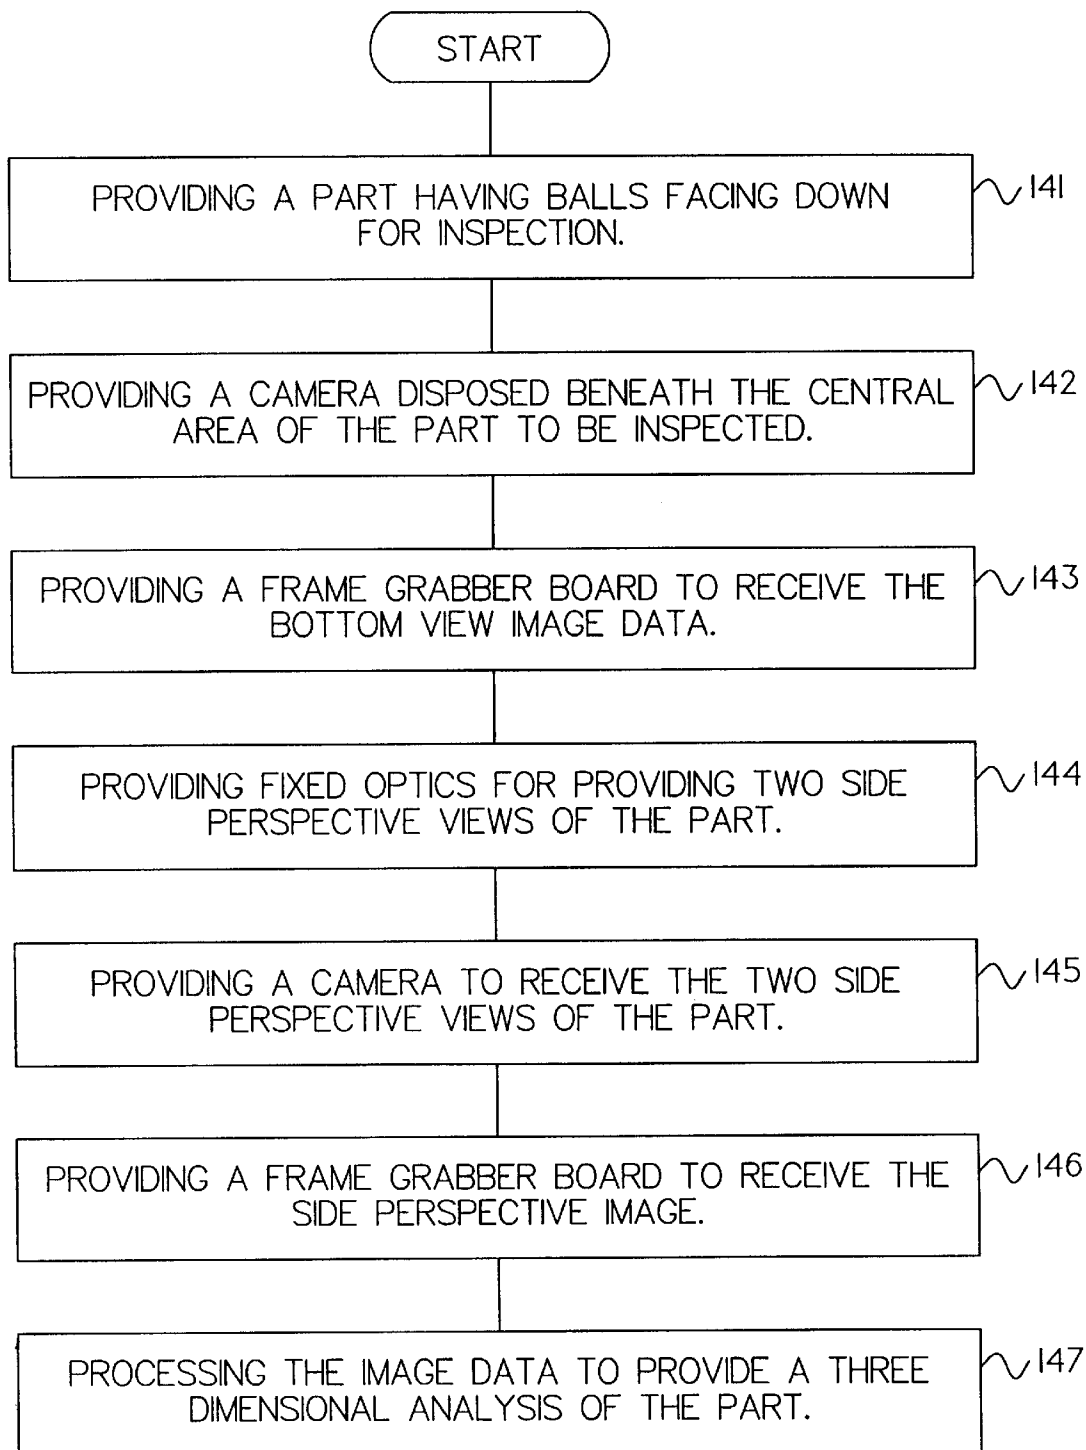 START
PROVIDING A PART HAVING BALLS FACING DOWN
FOR INSPECTION.
141
PROVIDING A CAMERA DISPOSED BENEATH THE CENTRAL
AREA OF THE PART TO BE INSPECTED.
142
PROVIDING A FRAME GRABBER BOARD TO RECEIVE THE
BOTTOM VIEW IMAGE DATA.
143
PROVIDING FIXED OPTICS FOR PROVIDING TWO SIDE
PERSPECTIVE VIEWS OF THE PART.
144
PROVIDING A CAMERA TO RECEIVE THE TWO SIDE
PERSPECTIVE VIEWS OF THE PART.
145
PROVIDING A FRAME GRABBER BOARD TO RECEIVE THE
SIDE PERSPECTIVE IMAGE.
146
PROCESSING THE IMAGE DATA TO PROVIDE A THREE
DIMENSIONAL ANALYSIS OF THE PART.
147